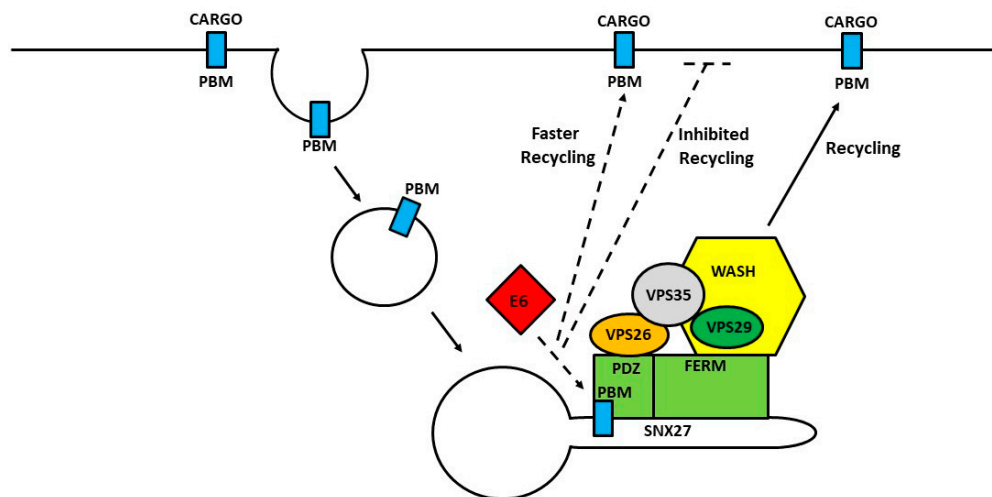 CARGO
PBM
PBM
PBM
CARGO
PBM
CARGO
PBM
Faster
Recycling
Inhibited
Recycling
Recycling
E6
WASH
VPS35
VPS29
VPS26
PDZ
FERM
PBM
SNX27